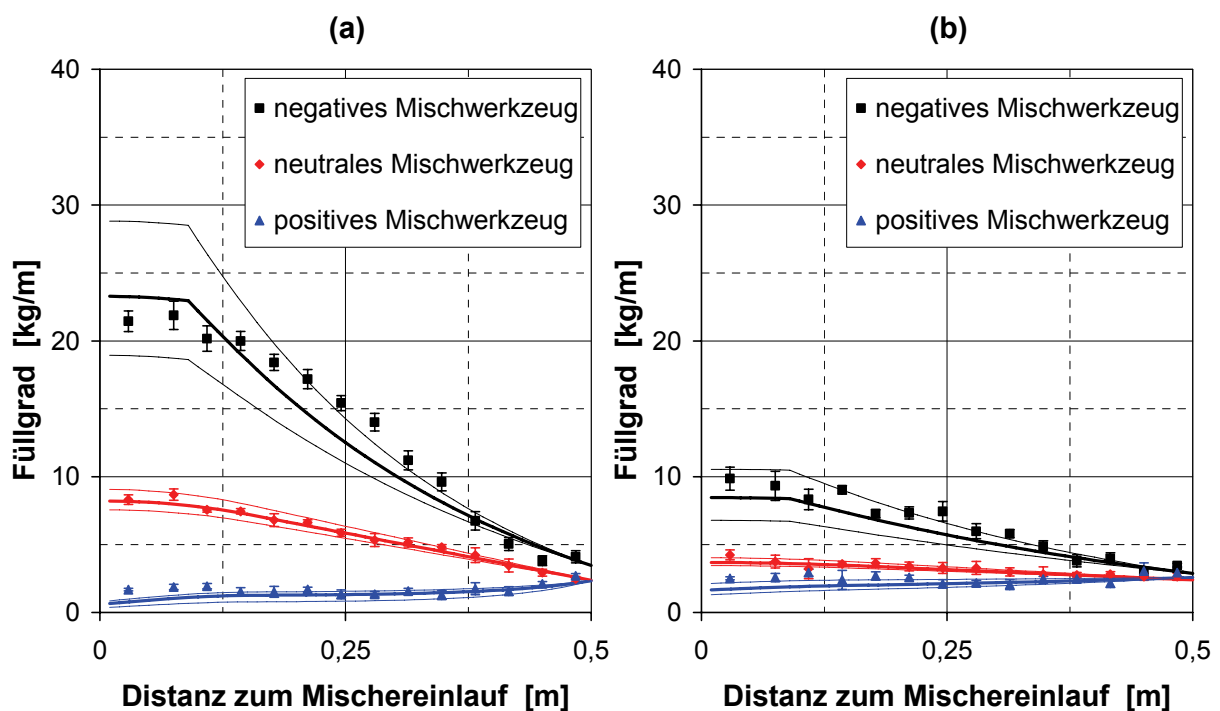 (a)
40
30
20
10
0
Füllgrad [kg/m]
negatives Mischwerkzeug
neutrales Mischwerkzeug
positives Mischwerkzeug
0
0,25
0,5
Distanz zum Mischereinlauf [m]
(b)
40
30
20
10
0
Füllgrad [kg/m]
negatives Mischwerkzeug
neutrales Mischwerkzeug
positives Mischwerkzeug
0
0,25
0,5
Distanz zum Mischereinlauf [m]